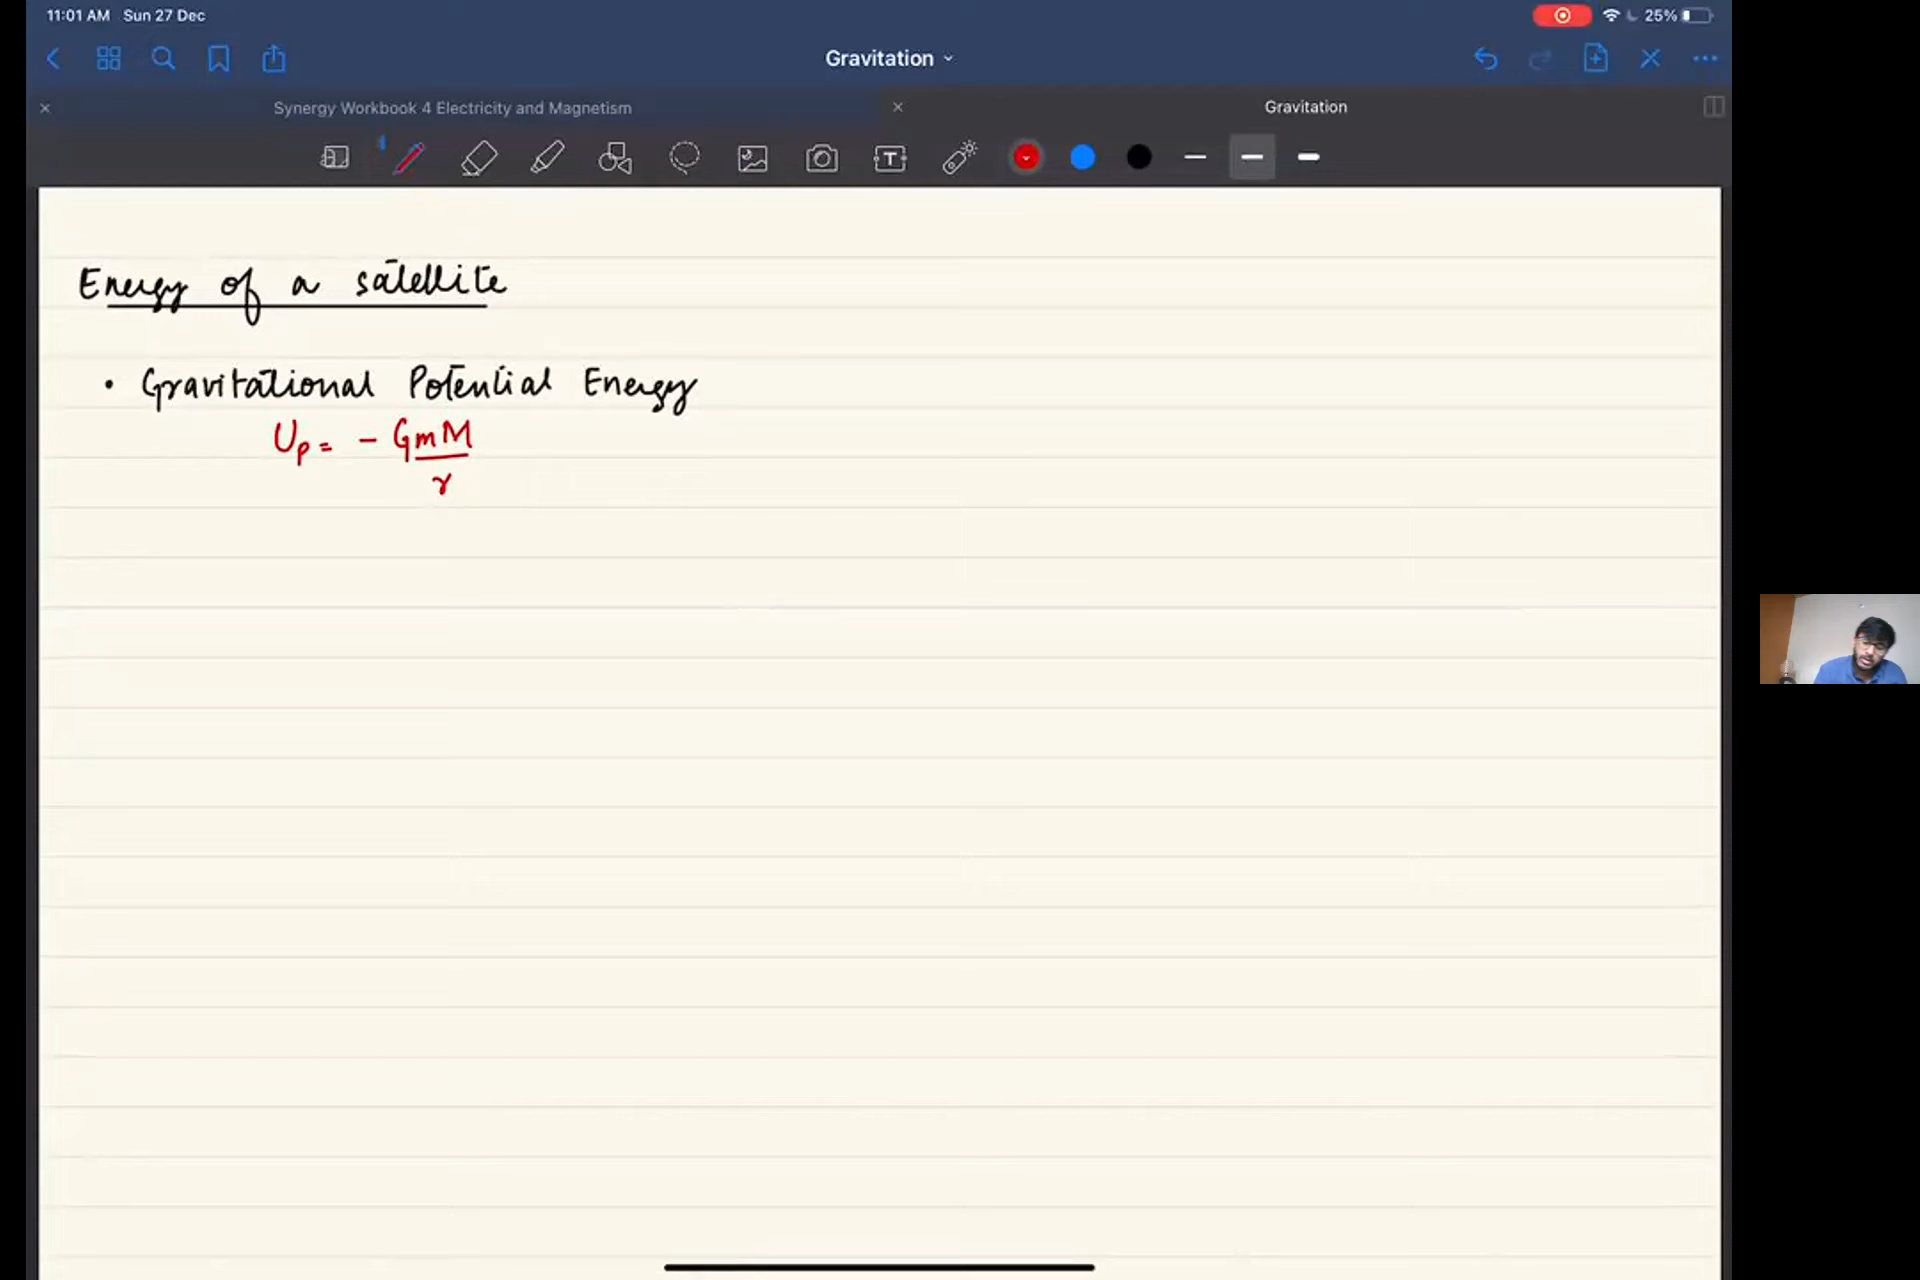 11:01 AM Sun 27 Dec
25%
Gravitation
Synergy Workbook 4 Electricity and Magnetism
Gravitation
T
Energy of a satellite
• Gravitational Potential Energy
Up = - GmM
r